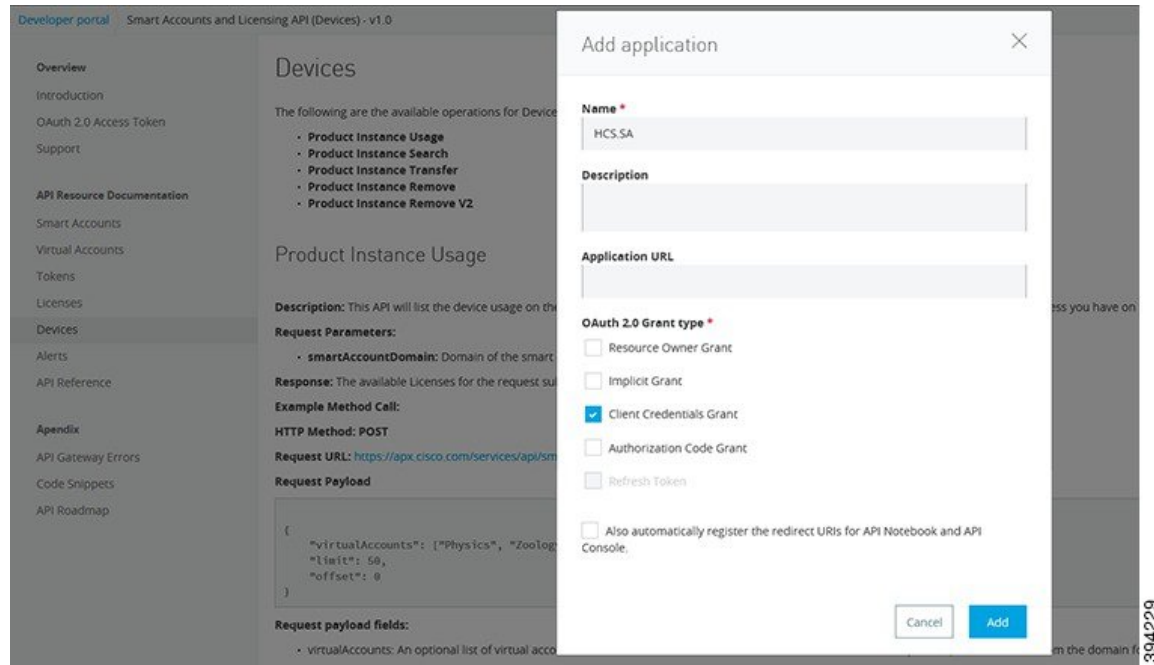 Developer portal Smart Accounts and Licensing API (Devices) - v1.0
Overview
Introduction
OAuth 2.0 Access Token
Support
API Resource Documentation
Smart Accounts
Virtual Accounts
Tokens
Licenses
Devices
Alerts
API Reference
Apendix
API Gateway Errors
Code Snippets
API Roadmap
Devices
The following are the available operations for Device
• Product Instance Usage
• Product Instance Search
• Product Instance Transfer
• Product Instance Remove
• Product Instance Remove V2
Product Instance Usage
Description: This API will list the device usage on the
ess you have on
Request Parameters:
• smartAccountDomain: Domain of the smart
Response: The available Licenses for the request su
Example Method Call:
HTTP Method: POST
Request URL: https://apx.cisco.com/services/api/sm
Request Payload
{
"virtualAccounts": ["Physics", "Zoolog
"limit": 50,
"offset": 0
}
Request payload fields:
• virtualAccounts: An optional list of virtual acco
m the domain fo
Add application
Name *
HCS.SA
Description
Application URL
OAuth 2.0 Grant type *
Resource Owner Grant
Implicit Grant
Client Credentials Grant
Authorization Code Grant
Refresh Token
Also automatically register the redirect URIs for API Notebook and API
Console.
Cancel Add
394229